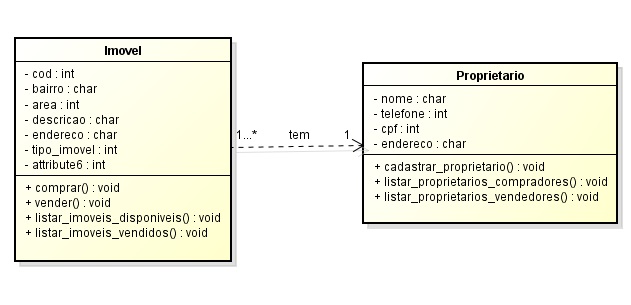 Imovel
- cod : int
- bairro : char
- area : int
- descricao : char
- endereco : char
- tipo_imovel : int
- attribute6 : int
+ comprar() : void
+ vender() : void
+ listar_imoveis_disponiveis() : void
+ listar_imoveis_vendidos() : void
1...* tem 1
Proprietario
- nome : char
- telefone : int
- cpf : int
- endereco : char
+ cadastrar_proprietario() : void
+ listar_proprietarios_compradores() : void
+ listar_proprietarios_vendedores() : void